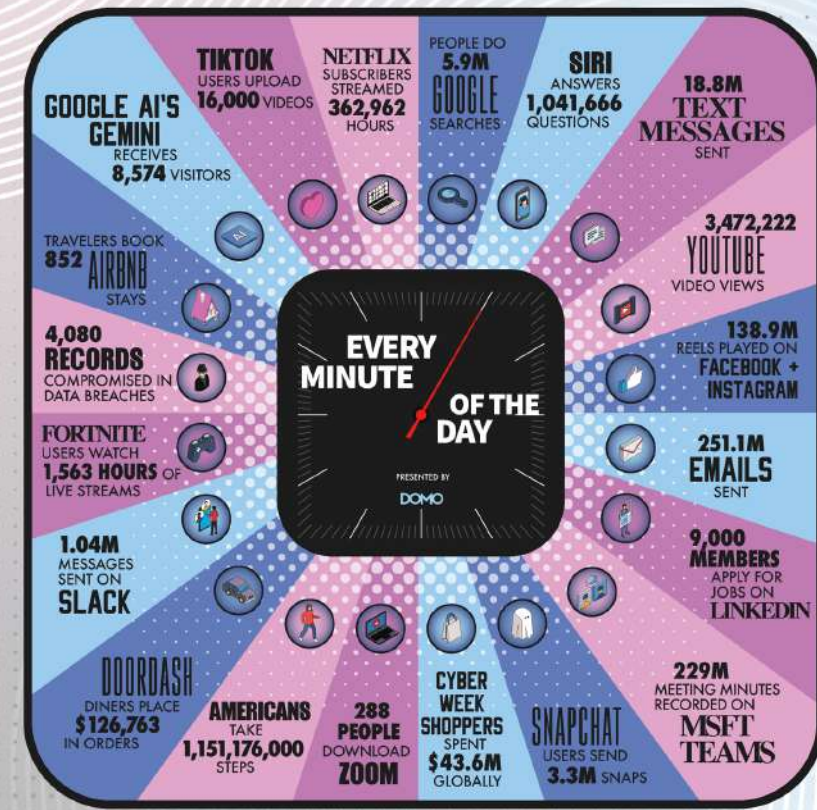 EVERY
MINUTE
OF THE
DAY
PRESENTED BY
DOMO
PEOPLE DO
5.9M
GOOGLE
SEARCHES
SIRI
ANSWERS
1,041,666
QUESTIONS
18.8M
TEXT
MESSAGES
SENT
3,472,222
YOUTUBE
VIDEO VIEWS
138.9M
REELS PLAYED ON
FACEBOOK +
INSTAGRAM
251.1M
EMAILS
SENT
9,000
MEMBERS
APPLY FOR
JOBS ON
LINKEDIN
229M
MEETING MINUTES
RECORDED ON
MSFT
TEAMS
SNAPCHAT
USERS SEND
3.3M SNAPS
CYBER
WEEK
SHOPPERS
SPENT
$43.6M
GLOBALLY
288
PEOPLE
DOWNLOAD
ZOOM
AMERICANS
TAKE
1,151,176,000
STEPS
DOORDASH
DINERS PLACE
$126,763
IN ORDERS
1.04M
MESSAGES
SENT ON
SLACK
FORTNITE
USERS WATCH
1,563 HOURS OF
LIVE STREAMS
4,080
RECORDS
COMPROMISED IN
DATA BREACHES
TRAVELERS BOOK
852 AIRBNB
STAYS
GOOGLE AI'S
GEMINI
RECEIVES
8,574 VISITORS
TIKTOK
USERS UPLOAD
16,000 VIDEOS
NETFLIX
SUBSCRIBERS
STREAMED
362,962
HOURS